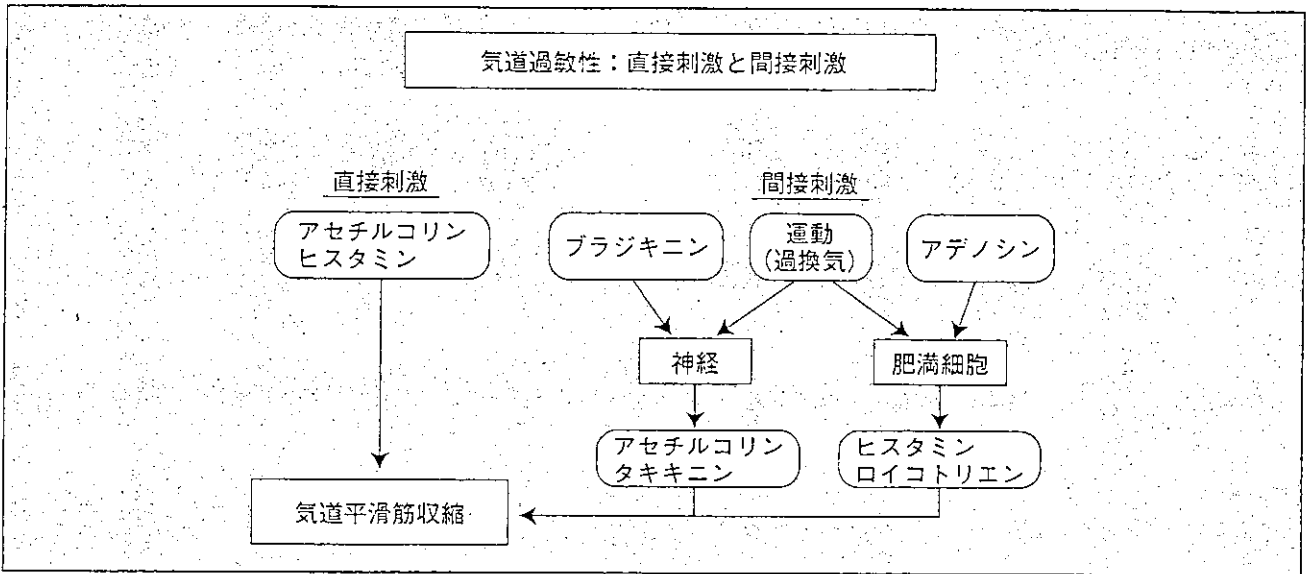 気道過敏性：直接刺激と間接刺激
直接刺激
アセチルコリン
ヒスタミン
間接刺激
ブラジキニン
運動
(過換気)
アデノシン
神経
肥満細胞
アセチルコリン
タキキニン
ヒスタミン
ロイコトリエン
気道平滑筋収縮